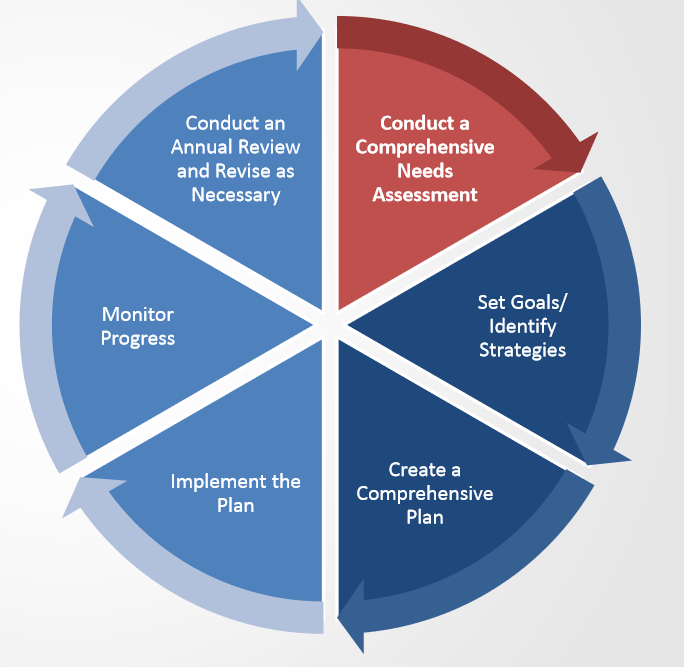 Conduct a
Comprehensive
Needs
Assessment
Set Goals/
Identify
Strategies
Create a
Comprehensive
Plan
Implement the
Plan
Monitor
Progress
Conduct an
Annual Review
and Revise as
Necessary